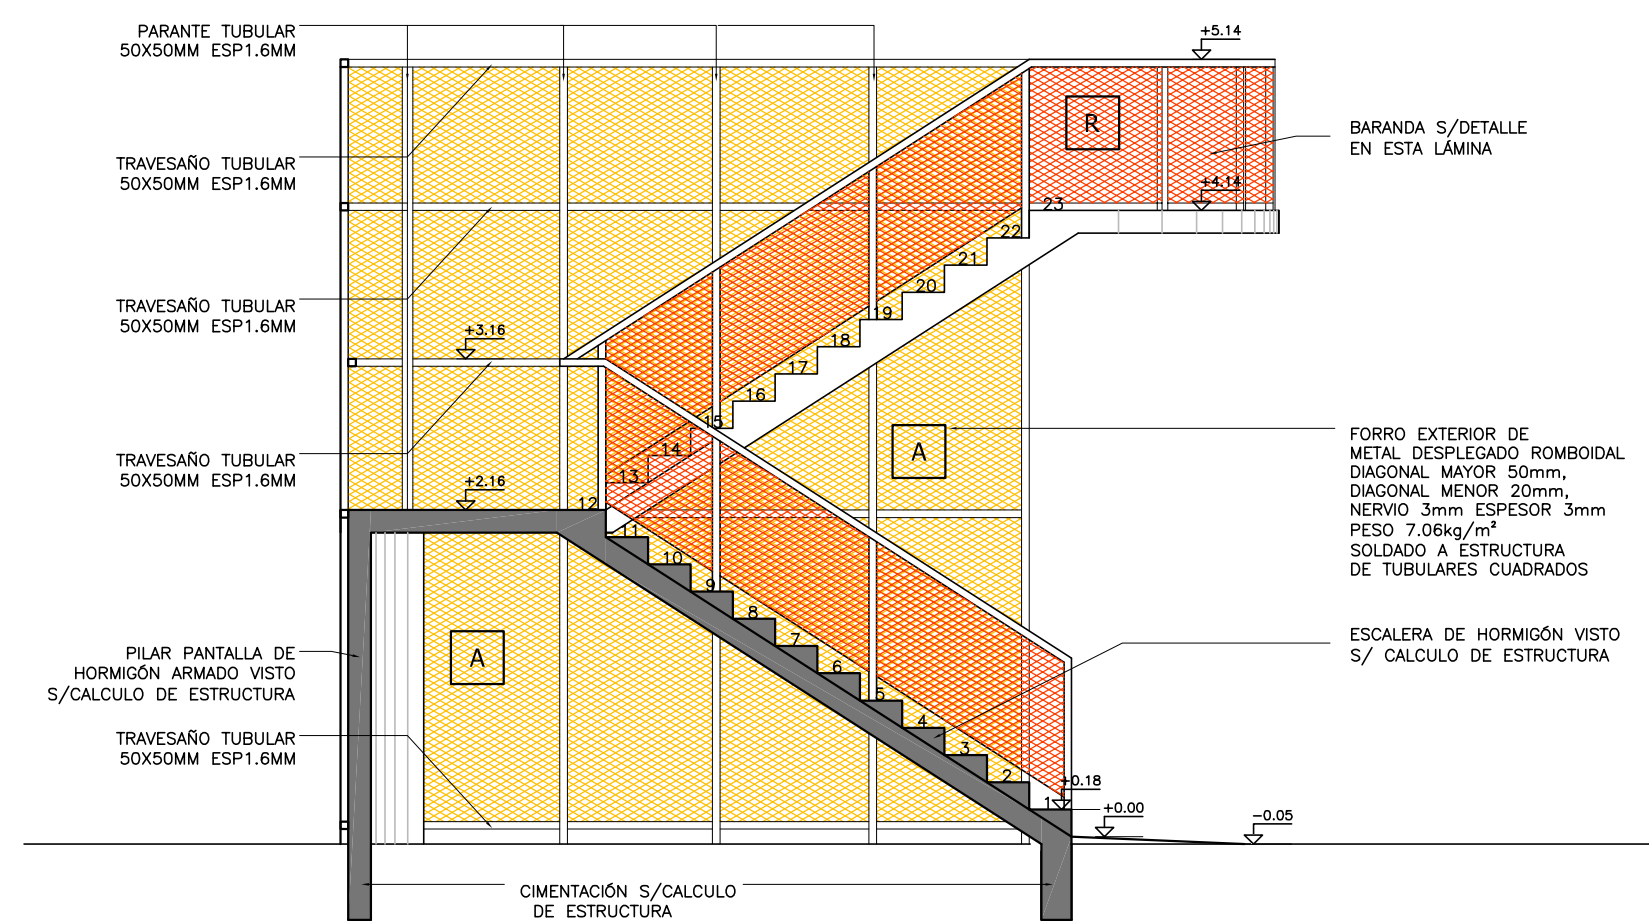 PARANTE TUBULAR
50X50MM ESP1.6MM
+5.14
R
BARANDA S/DETALLE
EN ESTA LÁMINA
TRAVESAÑO TUBULAR
50X50MM ESP1.6MM
+4.14
23
22
21
20
19
18
17
16
15
14
13
12
TRAVESAÑO TUBULAR
50X50MM ESP1.6MM
+3.16
TRAVESAÑO TUBULAR
50X50MM ESP1.6MM
+2.16
A
FORRO EXTERIOR DE
METAL DESPLEGADO ROMBOIDAL
DIAGONAL MAYOR 50mm,
DIAGONAL MENOR 20mm,
NERVIO 3mm ESPESOR 3mm
PESO 7.06kg/m²
SOLDADO A ESTRUCTURA
DE TUBULARES CUADRADOS
11
10
9
8
7
6
5
4
3
2
1
A
ESCALERA DE HORMIGÓN VISTO
S/ CALCULO DE ESTRUCTURA
PILAR PANTALLA DE
HORMIGÓN ARMADO VISTO
S/CALCULO DE ESTRUCTURA
TRAVESAÑO TUBULAR
50X50MM ESP1.6MM
+0.18
+0.00
-0.05
CIMENTACIÓN S/CALCULO
DE ESTRUCTURA